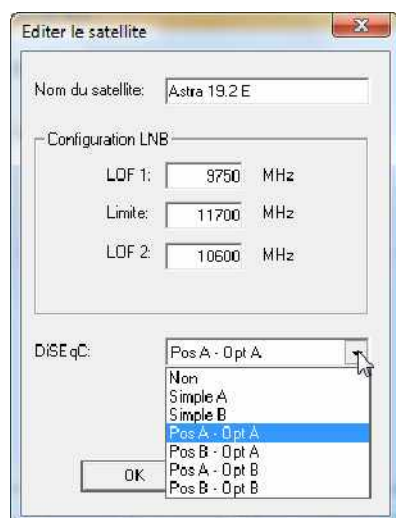 Editer le satellite
Nom du satellite: Astra 19.2 E
Configuration LNB
LOF 1: 9750 MHz
Limite: 11700 MHz
LOF 2: 10600 MHz
DiSEqC: Pos A - Opt A
Non
Simple A
Simple B
Pos A - Opt A
Pos B - Opt A
Pos A - Opt B
Pos B - Opt B
OK